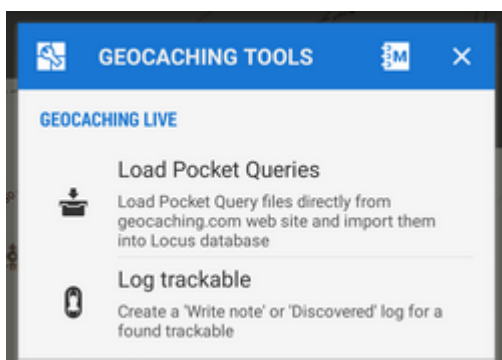 GEOCACHING TOOLS M
GEOCACHING LIVE
Load Pocket Queries
Load Pocket Query files directly from
geocaching.com web site and import them
into Locus database
Log trackable
Create a 'Write note' or 'Discovered' log for a
found trackable